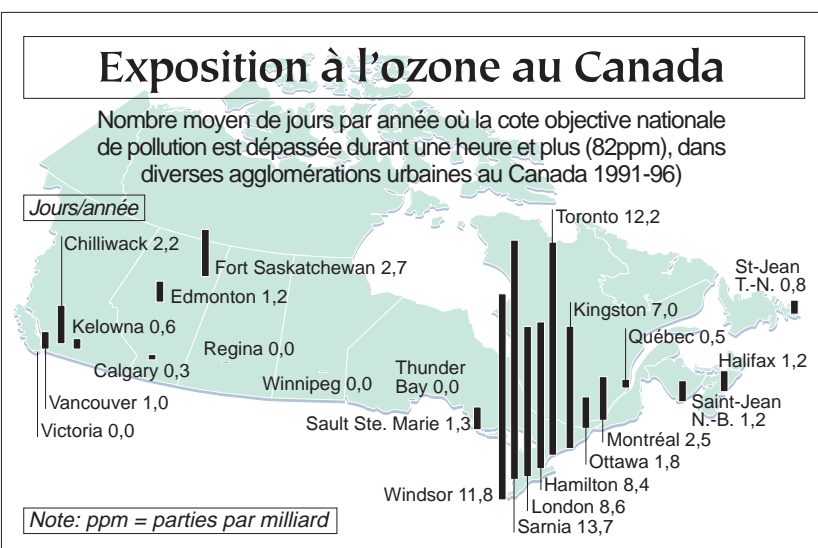 Exposition à l'ozone au Canada
Nombre moyen de jours par année où la cote objective nationale
de pollution est dépassée durant une heure et plus (82ppm), dans
diverses agglomérations urbaines au Canada 1991-96)
Jours/année
Toronto 12,2
Chilliwack 2,2
Fort Saskatchewan 2,7
St-Jean
T.-N. 0,8
Edmonton 1,2
Kingston 7,0
Kelowna 0,6
Québec 0,5
Regina 0,0
Calgary 0,3
Thunder
Bay 0,0
Halifax 1,2
Winnipeg 0,0
Vancouver 1,0
Saint-Jean
N.-B. 1,2
Victoria 0,0
Sault Ste. Marie 1,3
Montréal 2,5
Ottawa 1,8
Hamilton 8,4
Windsor 11,8
London 8,6
Sarnia 13,7
Note: ppm = parties par milliard